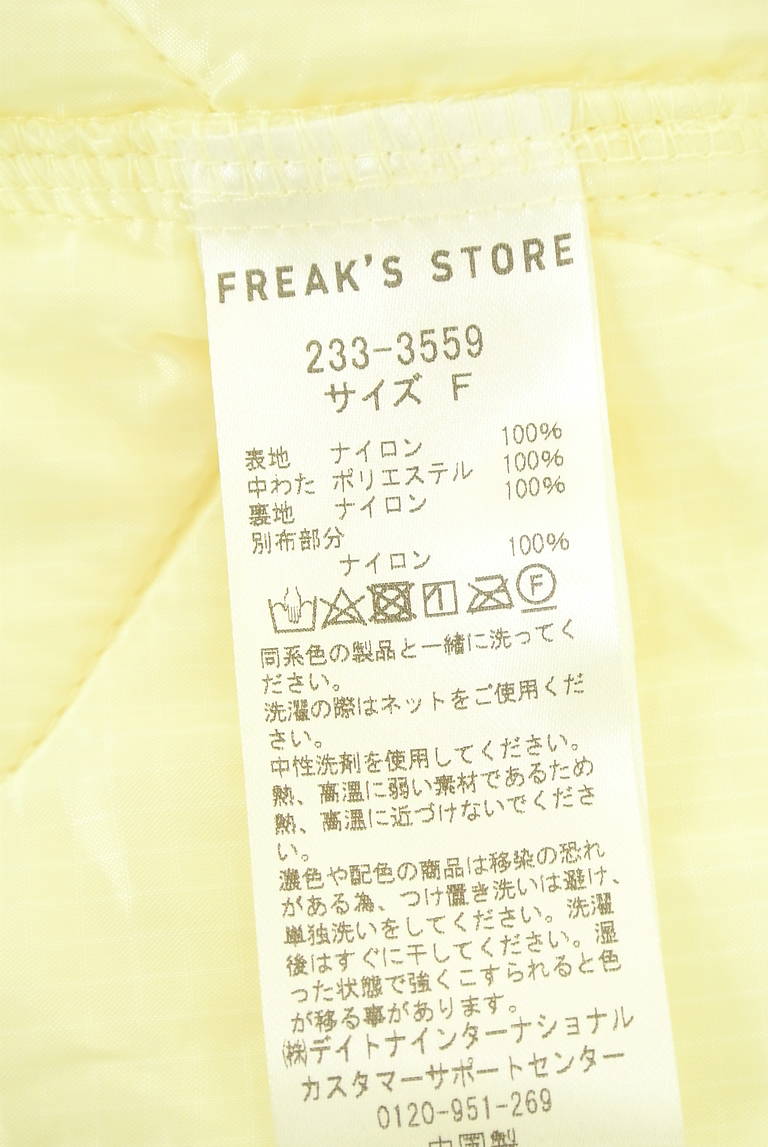 FREAK'S STORE
233-3559
サイズ F
表地 ナイロン 100%
中わた ポリエステル 100%
裏地 ナイロン 100%
別布部分
ナイロン 100%
F
同系色の製品と一緒に洗ってく
ださい。
洗濯の際はネットをご使用くだ
さい。
中性洗剤を使用してください。
熱、高温に弱い素材であるため
熱、高温に近づけないでくださ
い。
濃色や配色の商品は移染の恐れ
がある為、つけ置き洗いは避け、
単独洗いをしてください。洗濯
後はすぐに干してください。湿
った状態で強くこすられると色
が移る事があります。
㈱デイトナインターナショナル
カスタマーサポートセンター
0120-951-269
中国製